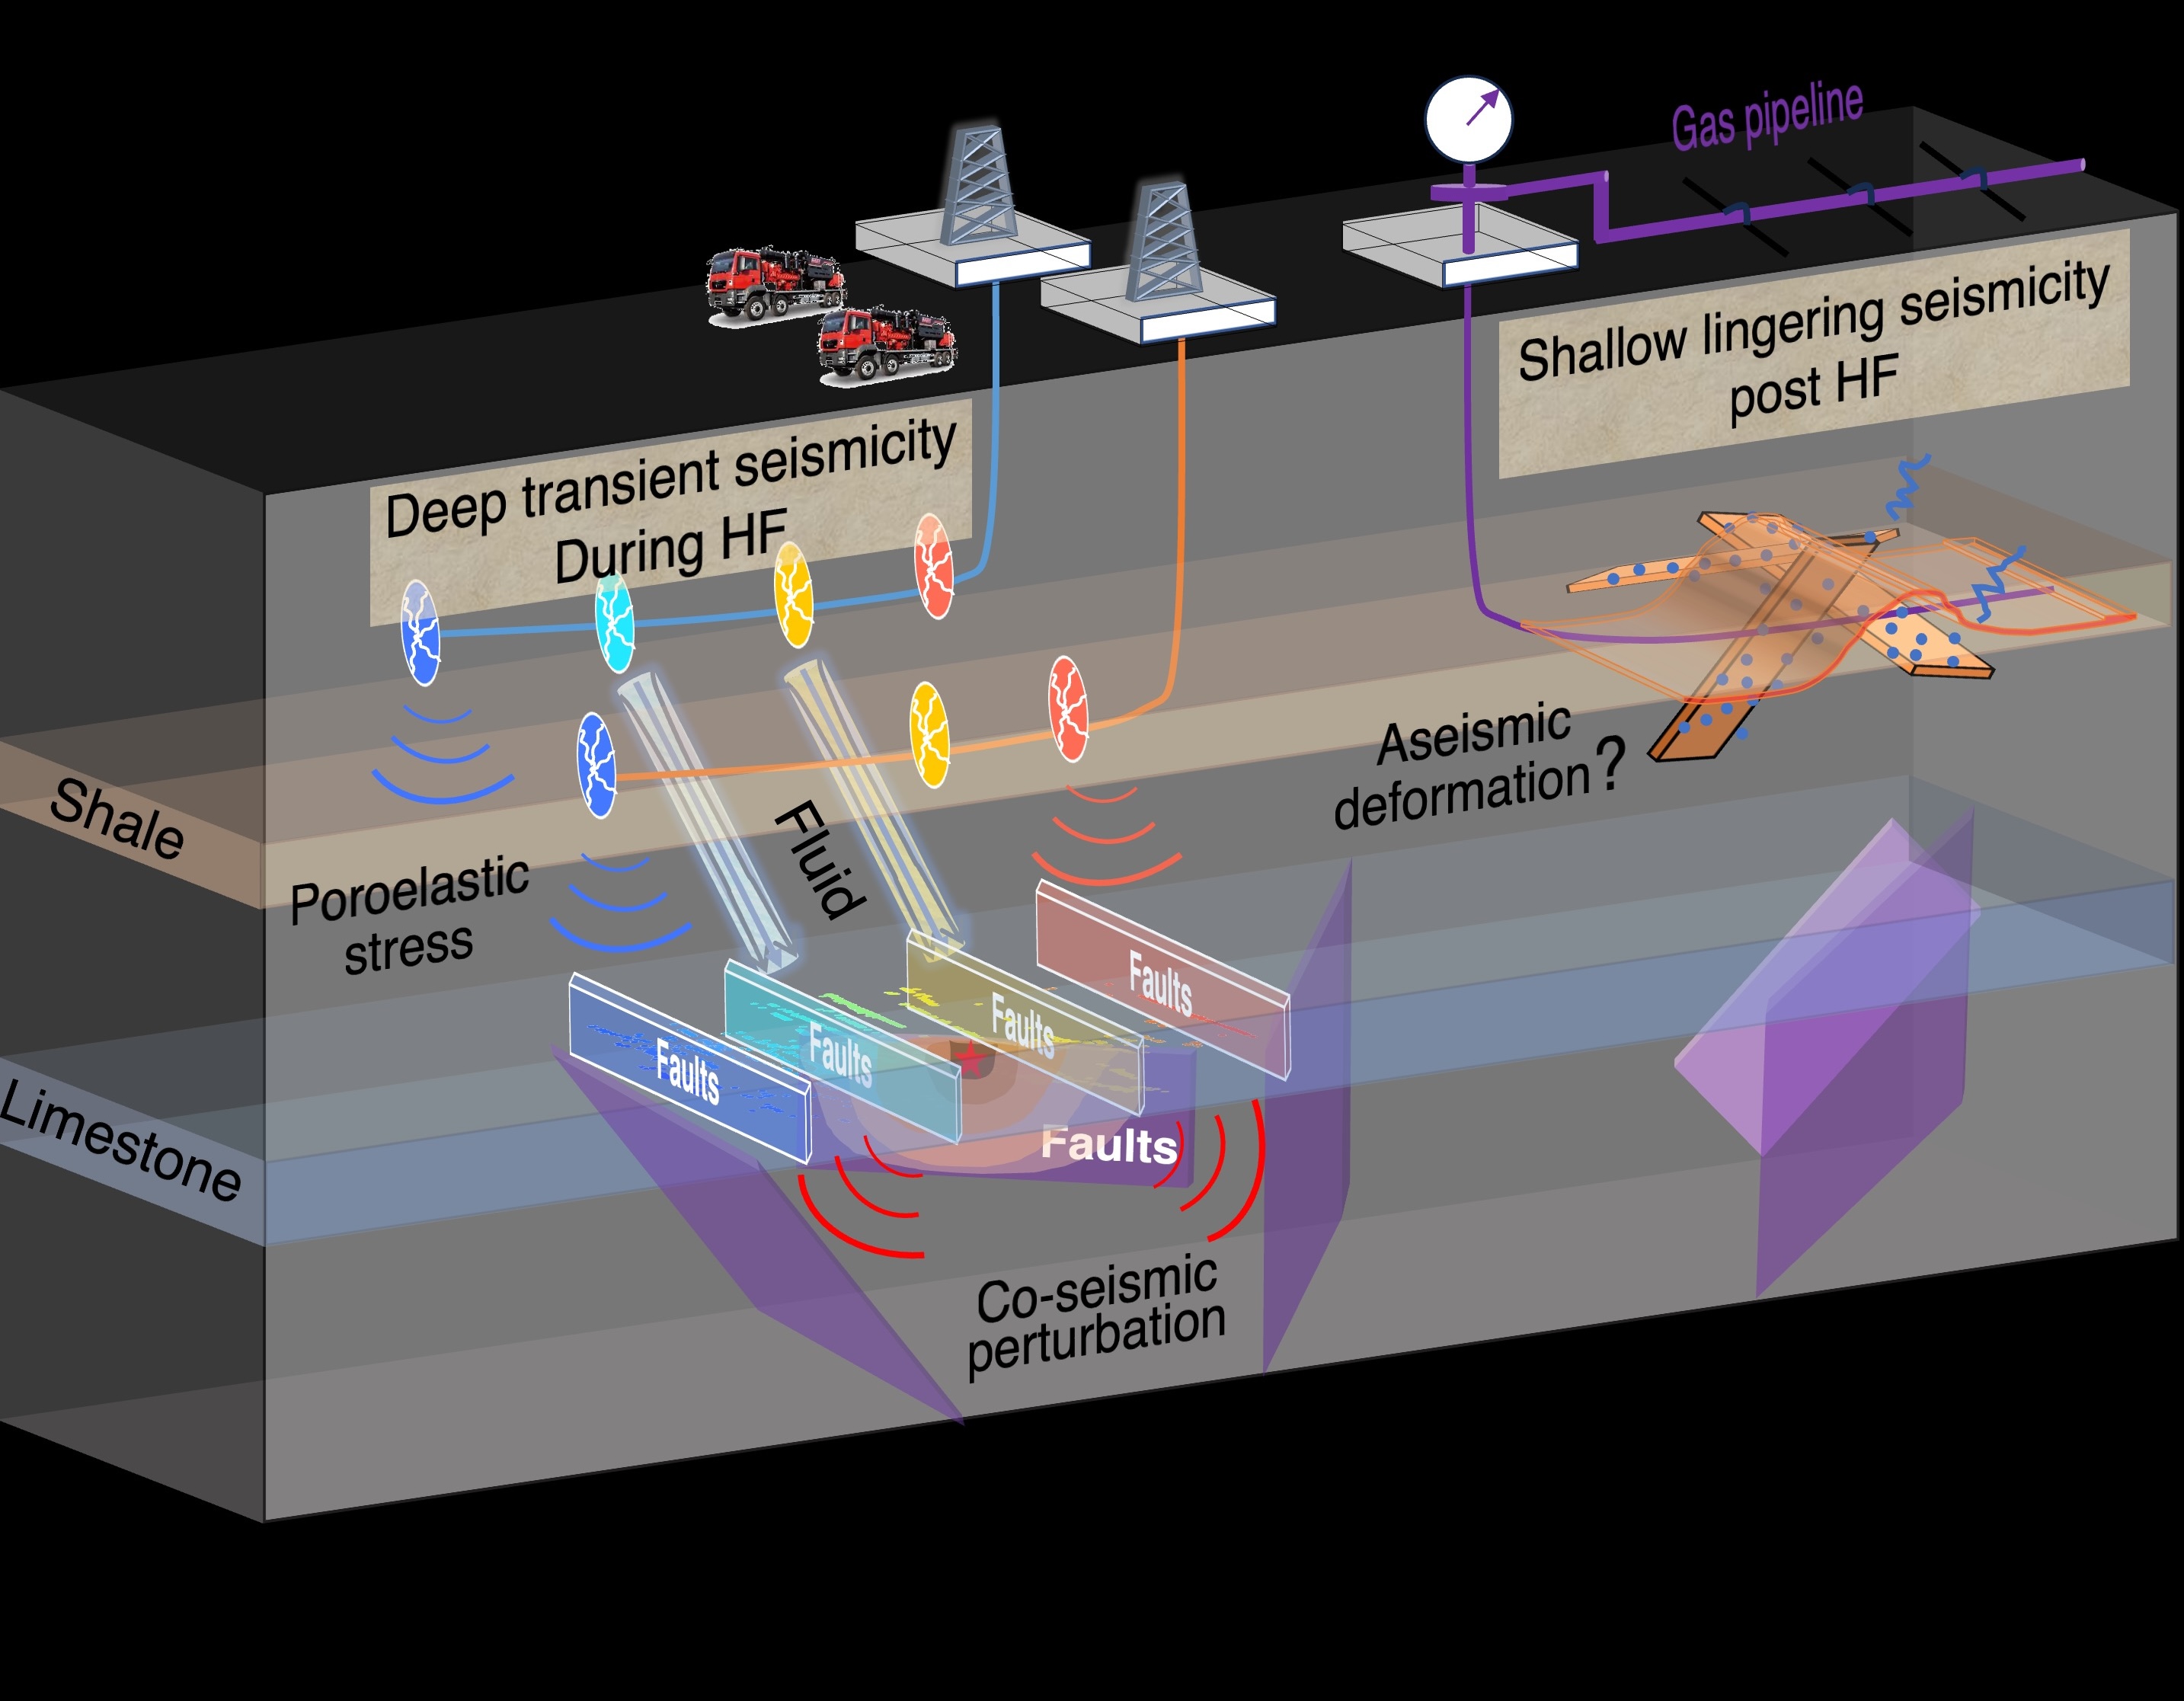 Gas pipeline
Shallow lingering seismicity
post HF
Deep transient seismicity
During HF
Aseismic
deformation?
Shale
Poroelastic
stress
Fluid
Faults
Faults
Faults
Faults
Faults
Limestone
Co-seismic
perturbation